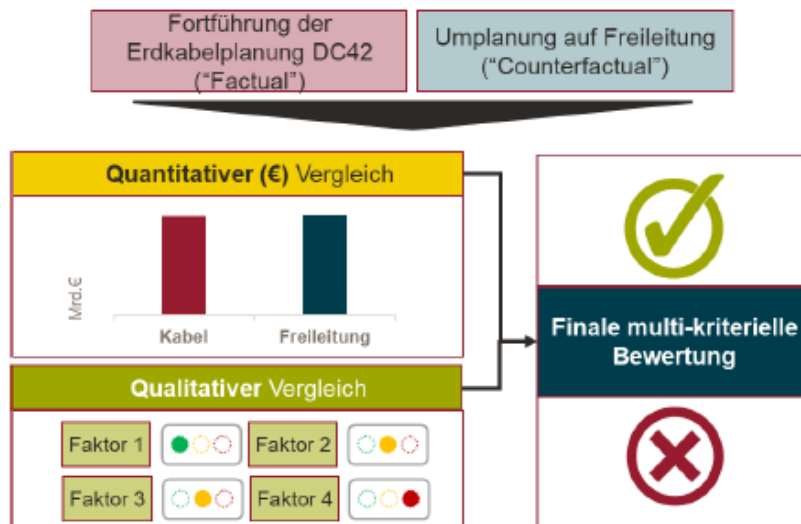 Fortführung der
Erdkabelplanung DC42
("Factual")
Umplanung auf Freileitung
("Counterfactual")
Quantitativer (€) Vergleich
Mrd.€
Kabel
Freileitung
Qualitativer Vergleich
Faktor 1
Faktor 2
Faktor 3
Faktor 4
Finale multi-kriterielle
Bewertung